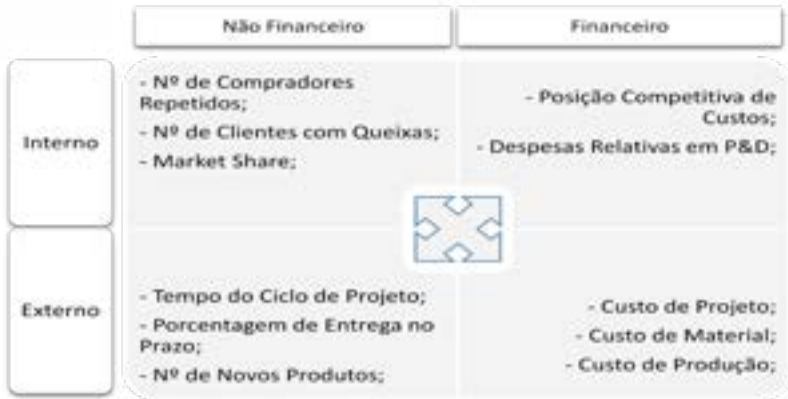 Não Financeiro
Financeiro
Interno
- Nº de Compradores
Repetidos;
- Nº de Clientes com Queixas;
- Market Share;
- Posição Competitiva de
Custos;
- Despesas Relativas em P&D;
Externo
- Tempo do Ciclo de Projeto;
- Porcentagem de Entrega no
Prazo;
- Nº de Novos Produtos;
- Custo de Projeto;
- Custo de Material;
- Custo de Produção;